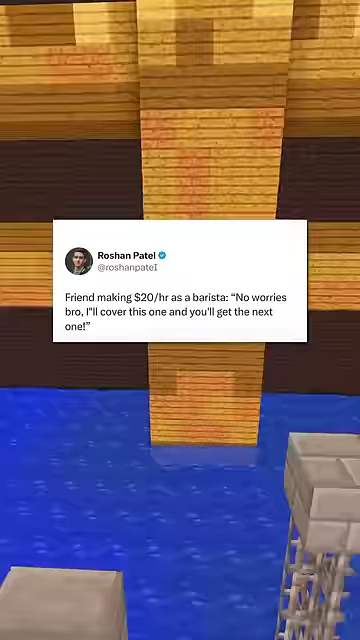 Roshan Patel
@roshanpateI
Friend making $20/hr as a barista: “No worries
bro, I"ll cover this one and you'll get the next
one!”